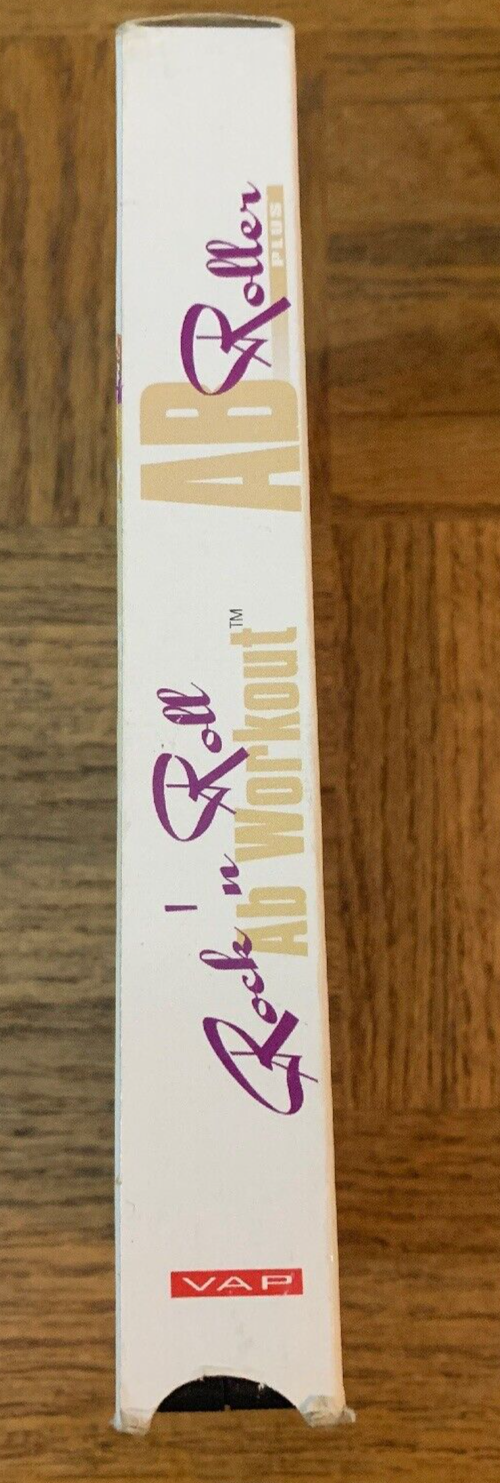 Rock 'n Roll
Ab Workout™
AB Roller
PLUS
VAP